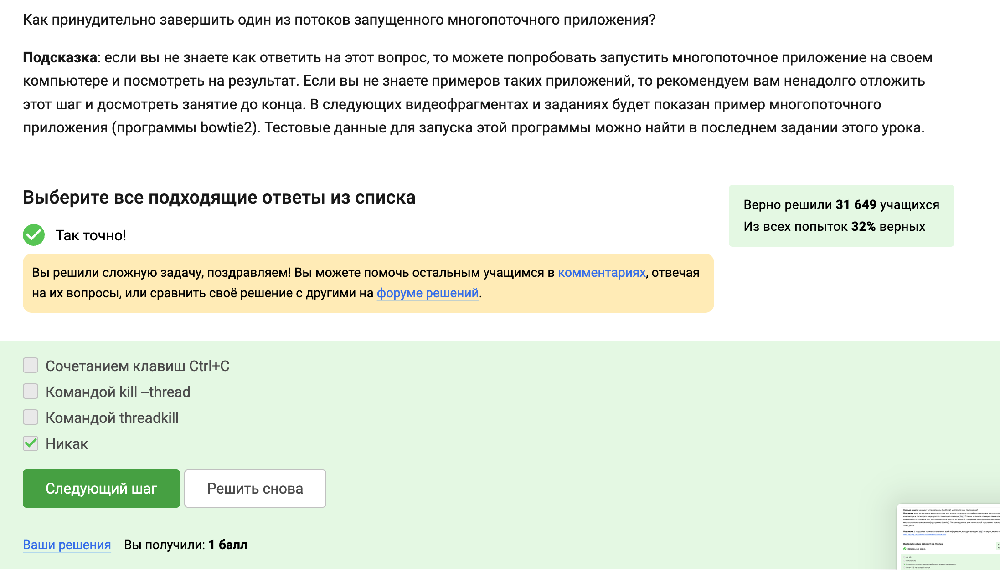 Как принудительно завершить один из потоков запущенного многопоточного приложения?
Подсказка: если вы не знаете как ответить на этот вопрос, то можете попробовать запустить многопоточное приложение на своем
компьютере и посмотреть на результат. Если вы не знаете примеров таких приложений, то рекомендуем вам ненадолго отложить
этот шаг и досмотреть занятие до конца. В следующих видеофрагментах и заданиях будет показан пример многопоточного
приложения (программы bowtie2). Тестовые данные для запуска этой программы можно найти в последнем задании этого урока.
Выберите все подходящие ответы из списка
Верно решили 31 649 учащихся
Из всех попыток 32% верных
Так точно!
Вы решили сложную задачу, поздравляем! Вы можете помочь остальным учащимся в комментариях, отвечая
на их вопросы, или сравнить своё решение с другими на форуме решений.
Сочетанием клавиш Ctrl+C
Командой kill --thread
Командой threadkill
Никак
Следующий шаг
Решить снова
Ваши решения Вы получили: 1 балл
Выберите один вариант из списка